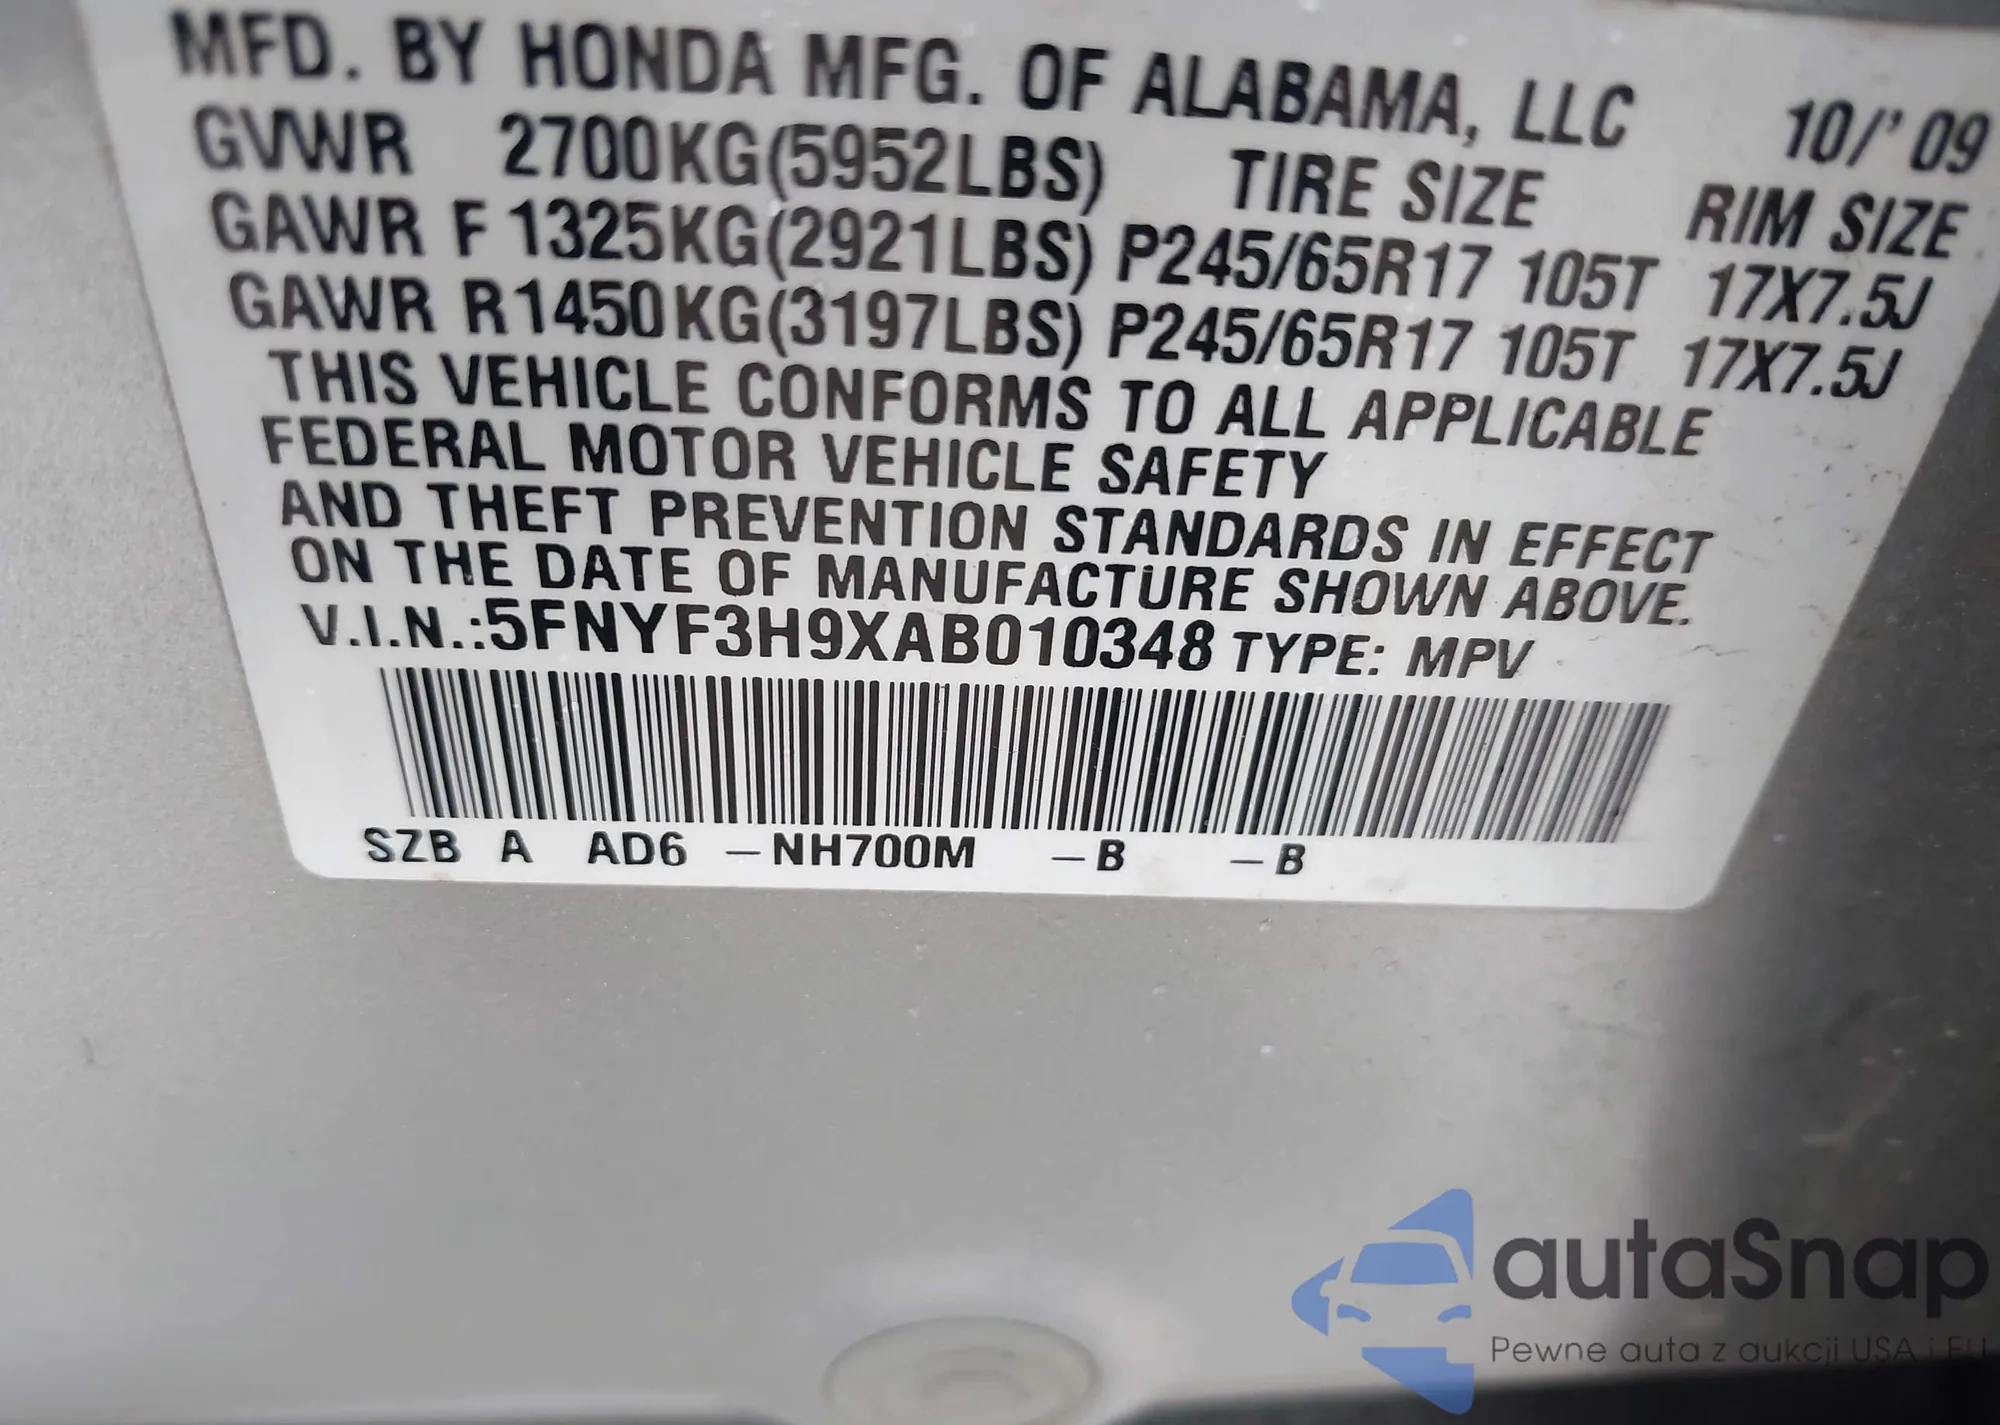 MFD. BY HONDA MFG. OF ALABAMA, LLC 10/'09
GVWR 2700KG(5952LBS) TIRE SIZE RIM SIZE
GAWR F 1325KG(2921LBS) P245/65R17 105T 17X7.5J
GAWR R1450KG(3197LBS) P245/65R17 105T 17X7.5J
THIS VEHICLE CONFORMS TO ALL APPLICABLE
FEDERAL MOTOR VEHICLE SAFETY
AND THEFT PREVENTION STANDARDS IN EFFECT
ON THE DATE OF MANUFACTURE SHOWN ABOVE.
V.I.N.:5FNYF3H9XAB010348 TYPE: MPV
SZB A AD6 -NH700M -B -B
autaSnap
Pewne auta z aukcji USA i EU